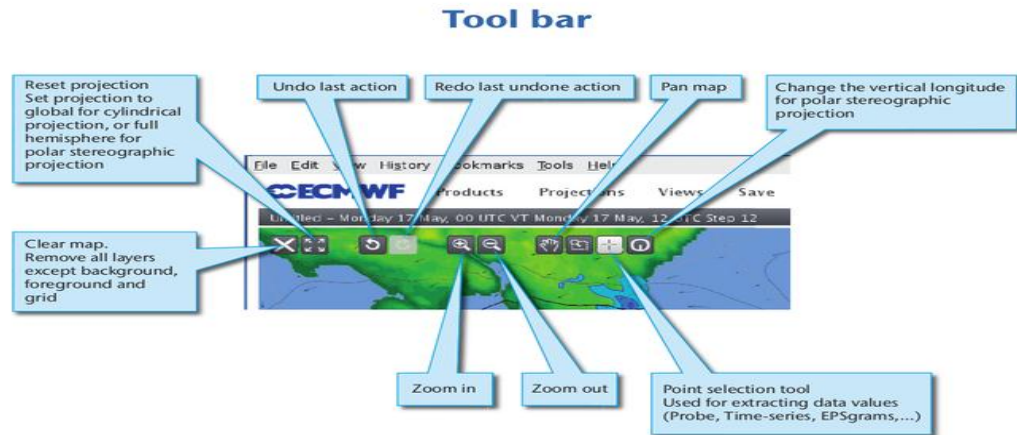 Tool bar
Reset projection
Set projection to
global for cylindrical
projection, or full
hemisphere for
polar stereographic
projection
Undo last action
Redo last undone action
Pan map
Change the vertical longitude
for polar stereographic
projection
File Edit View History Bookmarks Tools Help
ECMWF Products Projections Views Save
Untitled – Monday 17 May, 00 UTC VT Monday 17 May, 12 UTC Step 12
Clear map.
Remove all layers
except background,
foreground and
grid
Zoom in
Zoom out
Point selection tool
Used for extracting data values
(Probe, Time-series, EPSgrams,...)